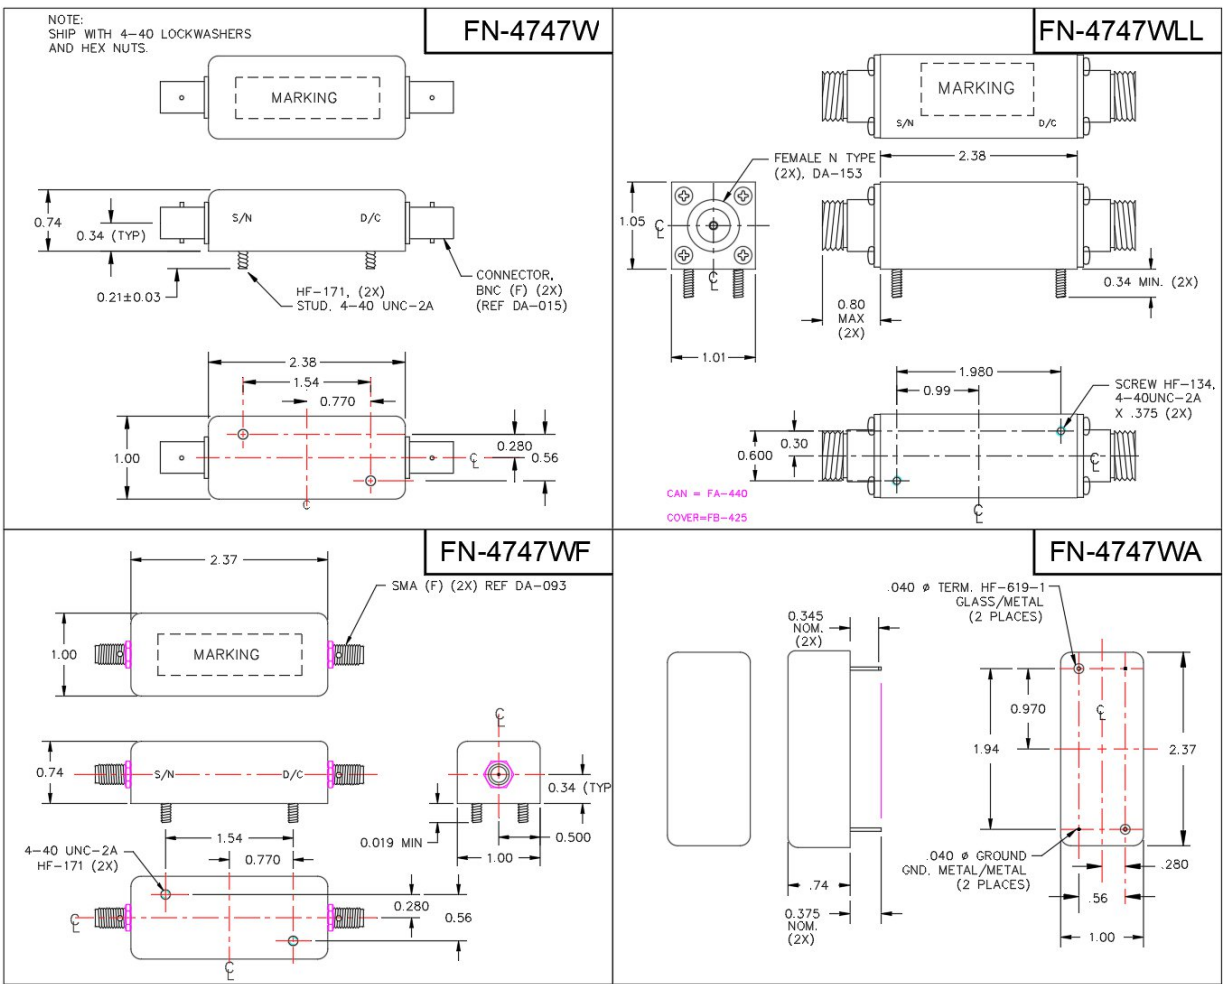 NOTE:
SHIP WITH 4-40 LOCKWASHERS
AND HEX NUTS.
FN-4747W
MARKING
0.74
0.34 (TYP)
S/N
D/C
0.21±0.03
HF-171, (2X)
STUD, 4-40 UNC-2A
CONNECTOR,
BNC (F) (2X)
(REF DA-015)
2.38
1.54
0.770
1.00
0.280
0.56
℄
℄
FN-4747WLL
MARKING
S/N
D/C
FEMALE N TYPE
(2X), DA-153
2.38
1.05
℄
℄
0.34 MIN. (2X)
0.80
MAX
(2X)
1.01
1.980
0.99
SCREW HF-134,
4-40UNC-2A
X .375 (2X)
0.30
0.600
℄
℄
CAN = FA-440
COVER=FB-425
FN-4747WF
2.37
SMA (F) (2X) REF DA-093
1.00
MARKING
℄
0.74
S/N
D/C
0.34 (TYP
0.019 MIN
0.500
1.00
1.54
4-40 UNC-2A
HF-171 (2X)
0.770
0.280
0.56
℄
℄
FN-4747WA
.040 ø TERM. HF-619-1
GLASS/METAL
(2 PLACES)
0.345
NOM.
(2X)
0.970
℄
1.94
2.37
.040 ø GROUND
GND. METAL/METAL
(2 PLACES)
.280
.74
.56
0.375
NOM.
(2X)
1.00